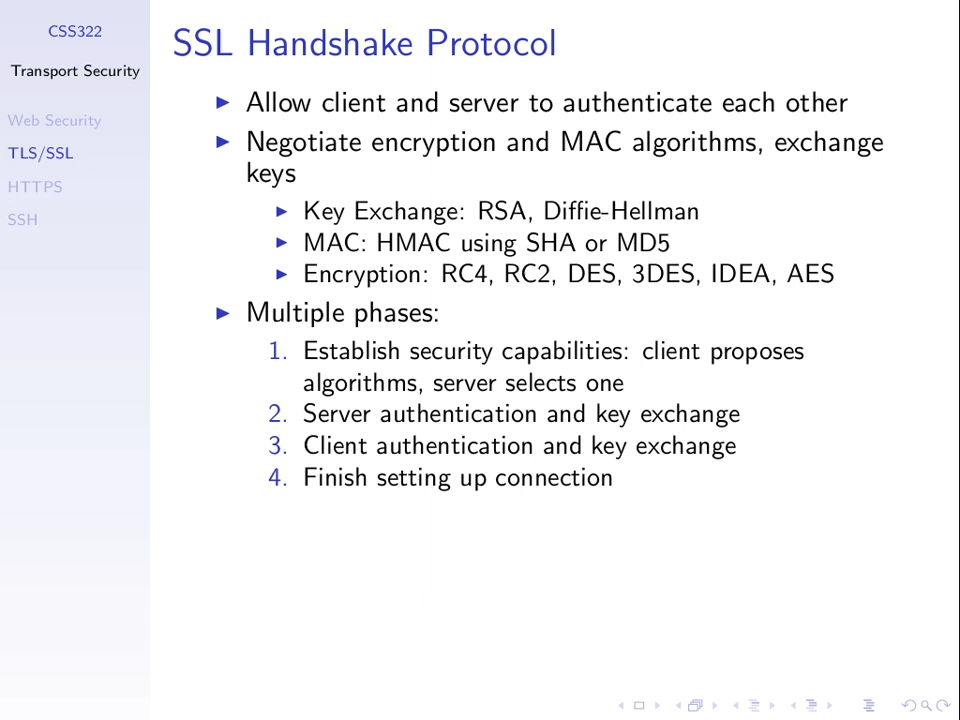 CSS322
Transport Security
Web Security
TLS/SSL
HTTPS
SSH
SSL Handshake Protocol
Allow client and server to authenticate each other
Negotiate encryption and MAC algorithms, exchange
keys
Key Exchange: RSA, Diffie-Hellman
MAC: HMAC using SHA or MD5
Encryption: RC4, RC2, DES, 3DES, IDEA, AES
Multiple phases:
1. Establish security capabilities: client proposes
algorithms, server selects one
2. Server authentication and key exchange
3. Client authentication and key exchange
4. Finish setting up connection